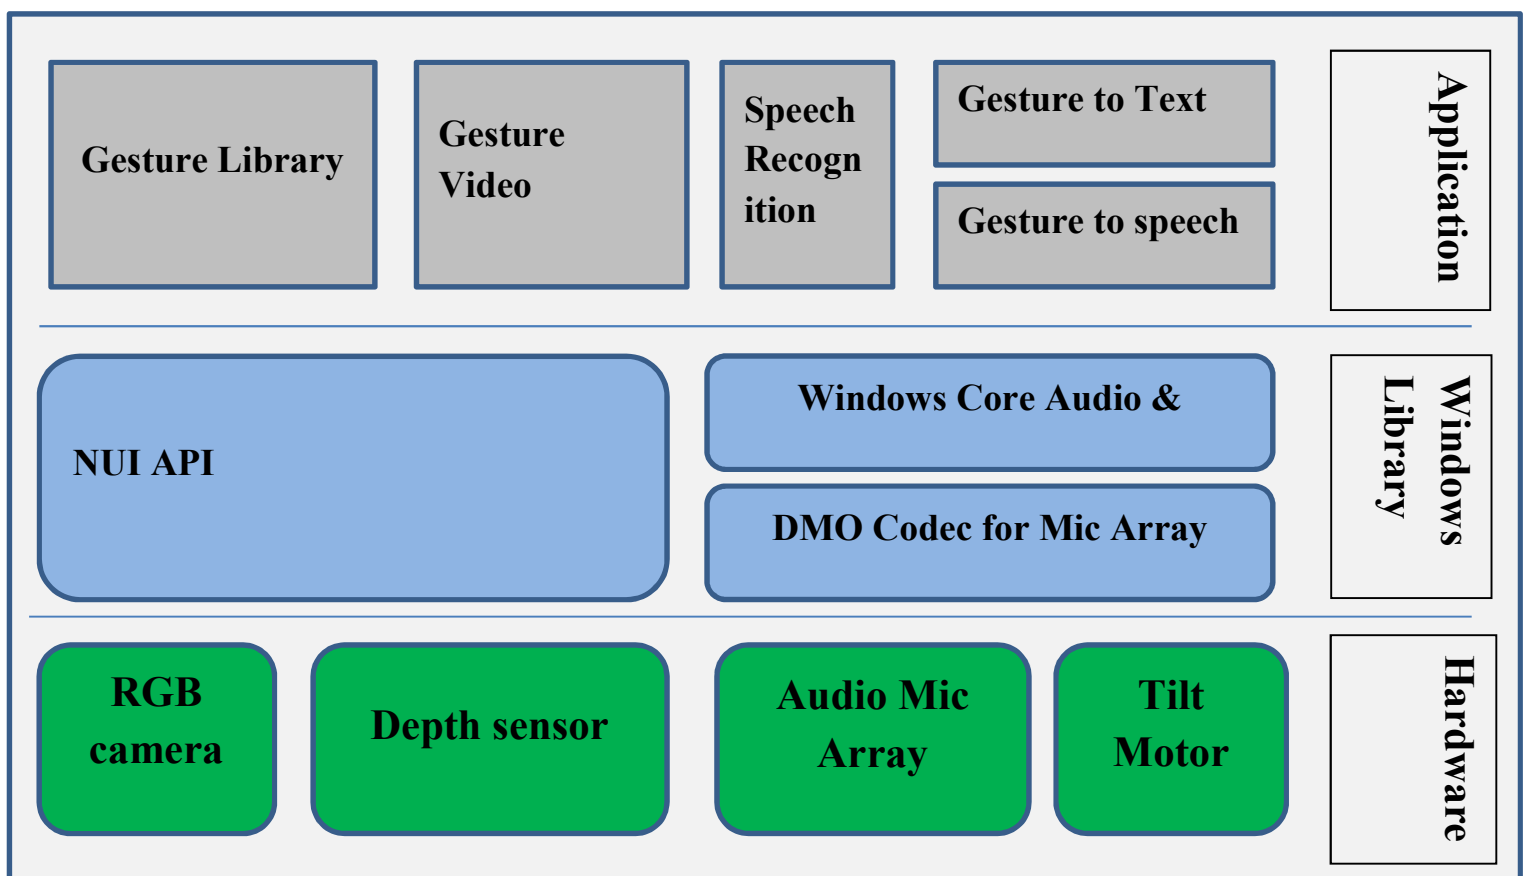 Gesture Library
Gesture
Video
Speech
Recogn
ition
Gesture to Text
Gesture to speech
Application
NUI API
Windows Core Audio &
DMO Codec for Mic Array
Windows
Library
RGB
camera
Depth sensor
Audio Mic
Array
Tilt
Motor
Hardware